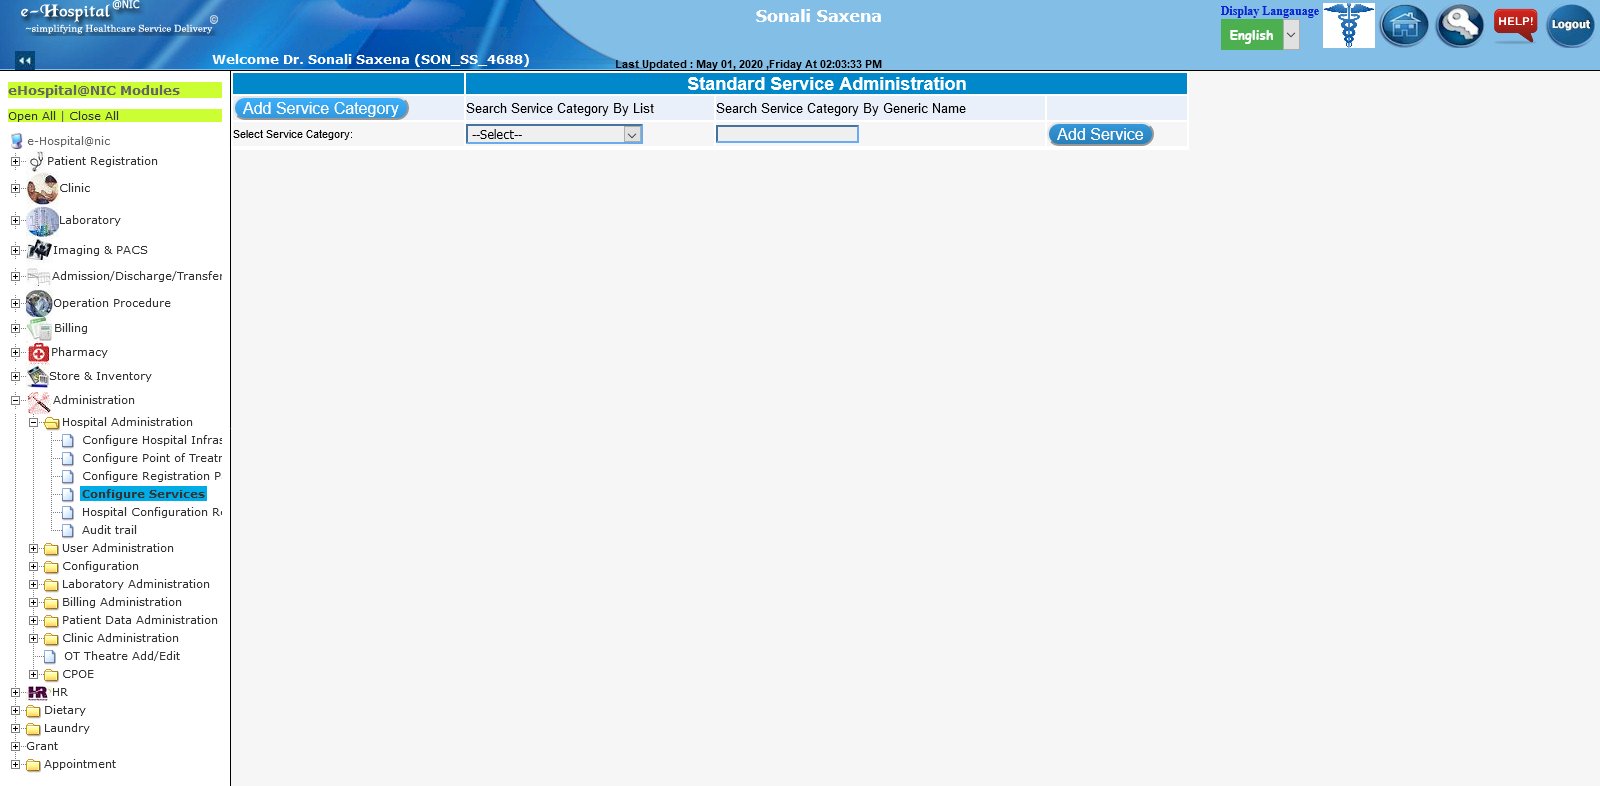 e-Hospital@NIC ©
~simplifying Healthcare Service Delivery
Sonali Saxena
Display Langauage
English
HELP!
Logout
Welcome Dr. Sonali Saxena (SON_SS_4688)
Last Updated : May 01, 2020 ,Friday At 02:03:33 PM
eHospital@NIC Modules
Open All | Close All
e-Hospital@nic
Patient Registration
Clinic
Laboratory
Imaging & PACS
Admission/Discharge/Transfer
Operation Procedure
Billing
Pharmacy
Store & Inventory
Administration
Hospital Administration
Configure Hospital Infras
Configure Point of Treatr
Configure Registration P
Configure Services
Hospital Configuration R
Audit trail
User Administration
Configuration
Laboratory Administration
Billing Administration
Patient Data Administration
Clinic Administration
OT Theatre Add/Edit
CPOE
HR HR
Dietary
Laundry
Grant
Appointment
Standard Service Administration
Add Service Category Search Service Category By List Search Service Category By Generic Name
Select Service Category: --Select-- Add Service